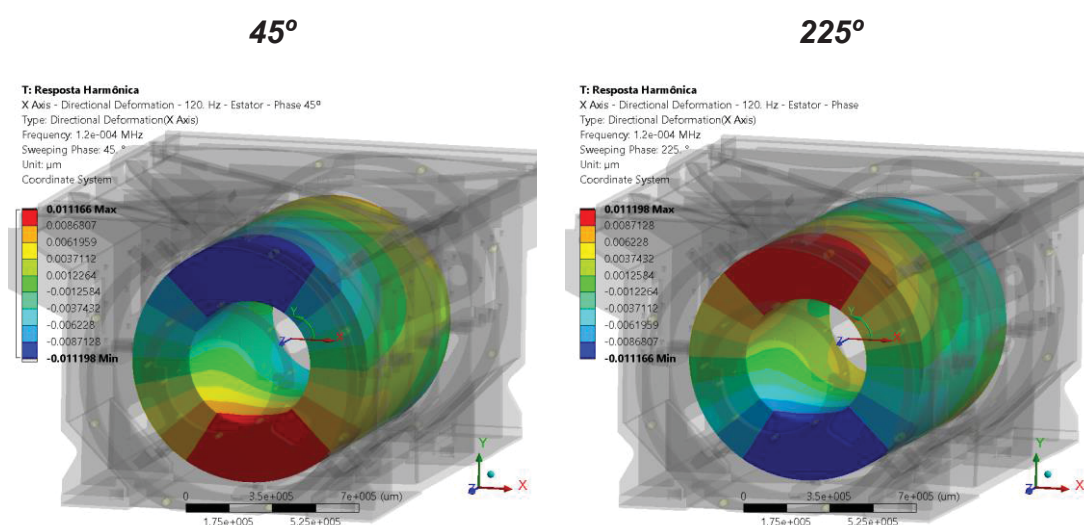 45º
225º
T: Resposta Harmônica
X Axis - Directional Deformation - 120. Hz - Estator - Phase 45º
Type: Directional Deformation(X Axis)
Frequency: 1.2e-004 MHz
Sweeping Phase: 45. °
Unit: µm
Coordinate System
0.011166 Max
0.0086807
0.0061959
0.0037112
0.0012264
-0.0012584
-0.0037432
-0.006228
-0.0087128
-0.011198 Min
Y
X
Z
Y
X
Z
0 3.5e+005 7e+005 (um)
1.75e+005 5.25e+005
T: Resposta Harmônica
X Axis - Directional Deformation - 120. Hz - Estator - Phase
Type: Directional Deformation(X Axis)
Frequency: 1.2e-004 MHz
Sweeping Phase: 225. °
Unit: µm
Coordinate System
0.011198 Max
0.0087128
0.006228
0.0037432
0.0012584
-0.0012264
-0.0037112
-0.0061959
-0.0086807
-0.011166 Min
Y
X
Z
Y
X
Z
0 3.5e+005 7e+005 (um)
1.75e+005 5.25e+005